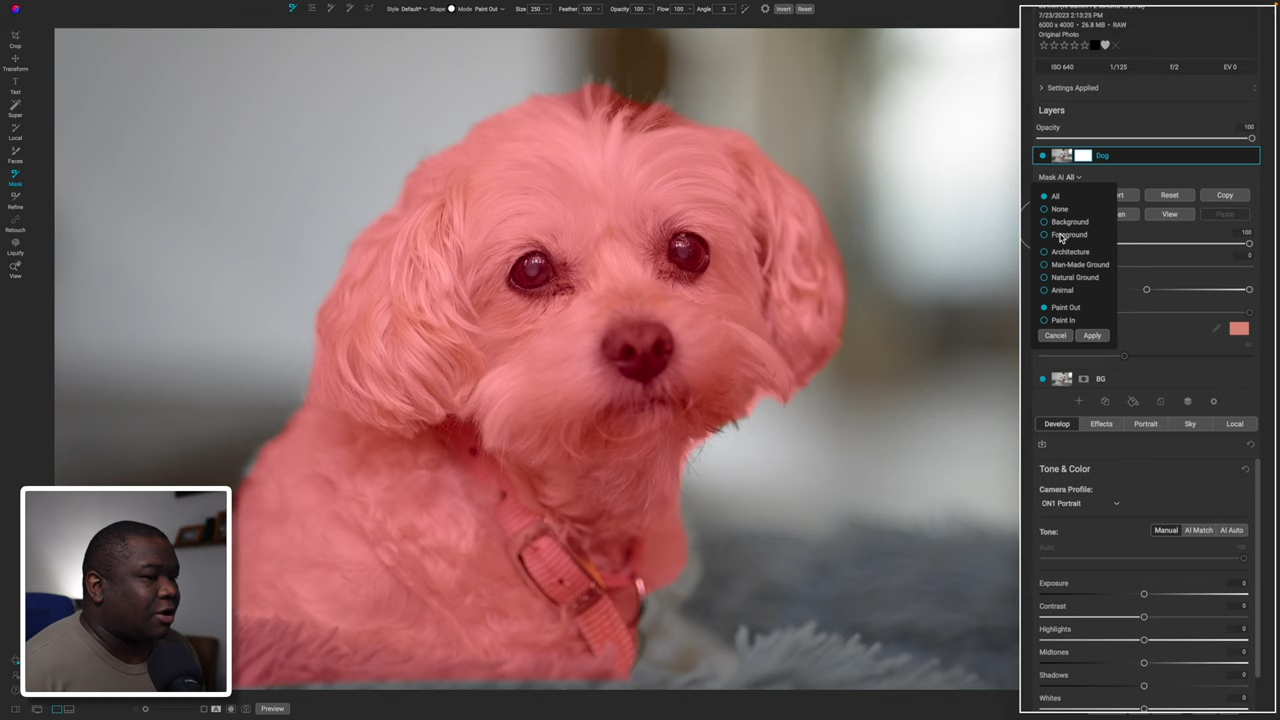 Style Default* Shape Mode Paint Out Size 250 Feather 100 Opacity 100 Flow 100 Angle 3 Invert Reset
7/23/2023 2:13:25 PM
6000 x 4000 • 26.8 MB • RAW
Original Photo
ISO 640 1/125 f/2 EV 0
Settings Applied
Layers
Opacity 100
Dog
Mask AI All
All
None
Background
Foreground
Architecture
Man-Made Ground
Natural Ground
Animal
Paint Out
Paint In
Cancel Apply
Reset Copy
View Paste
100
0
BG
Develop Effects Portrait Sky Local
Tone & Color
Camera Profile:
ON1 Portrait
Tone: Manual AI Match AI Auto
Auto 100
Exposure 0
Contrast 0
Highlights 0
Midtones 0
Shadows 0
Whites 0
Crop
Transform
Text
Super
Local
Faces
Mask
Refine
Retouch
Liquify
View
A Preview